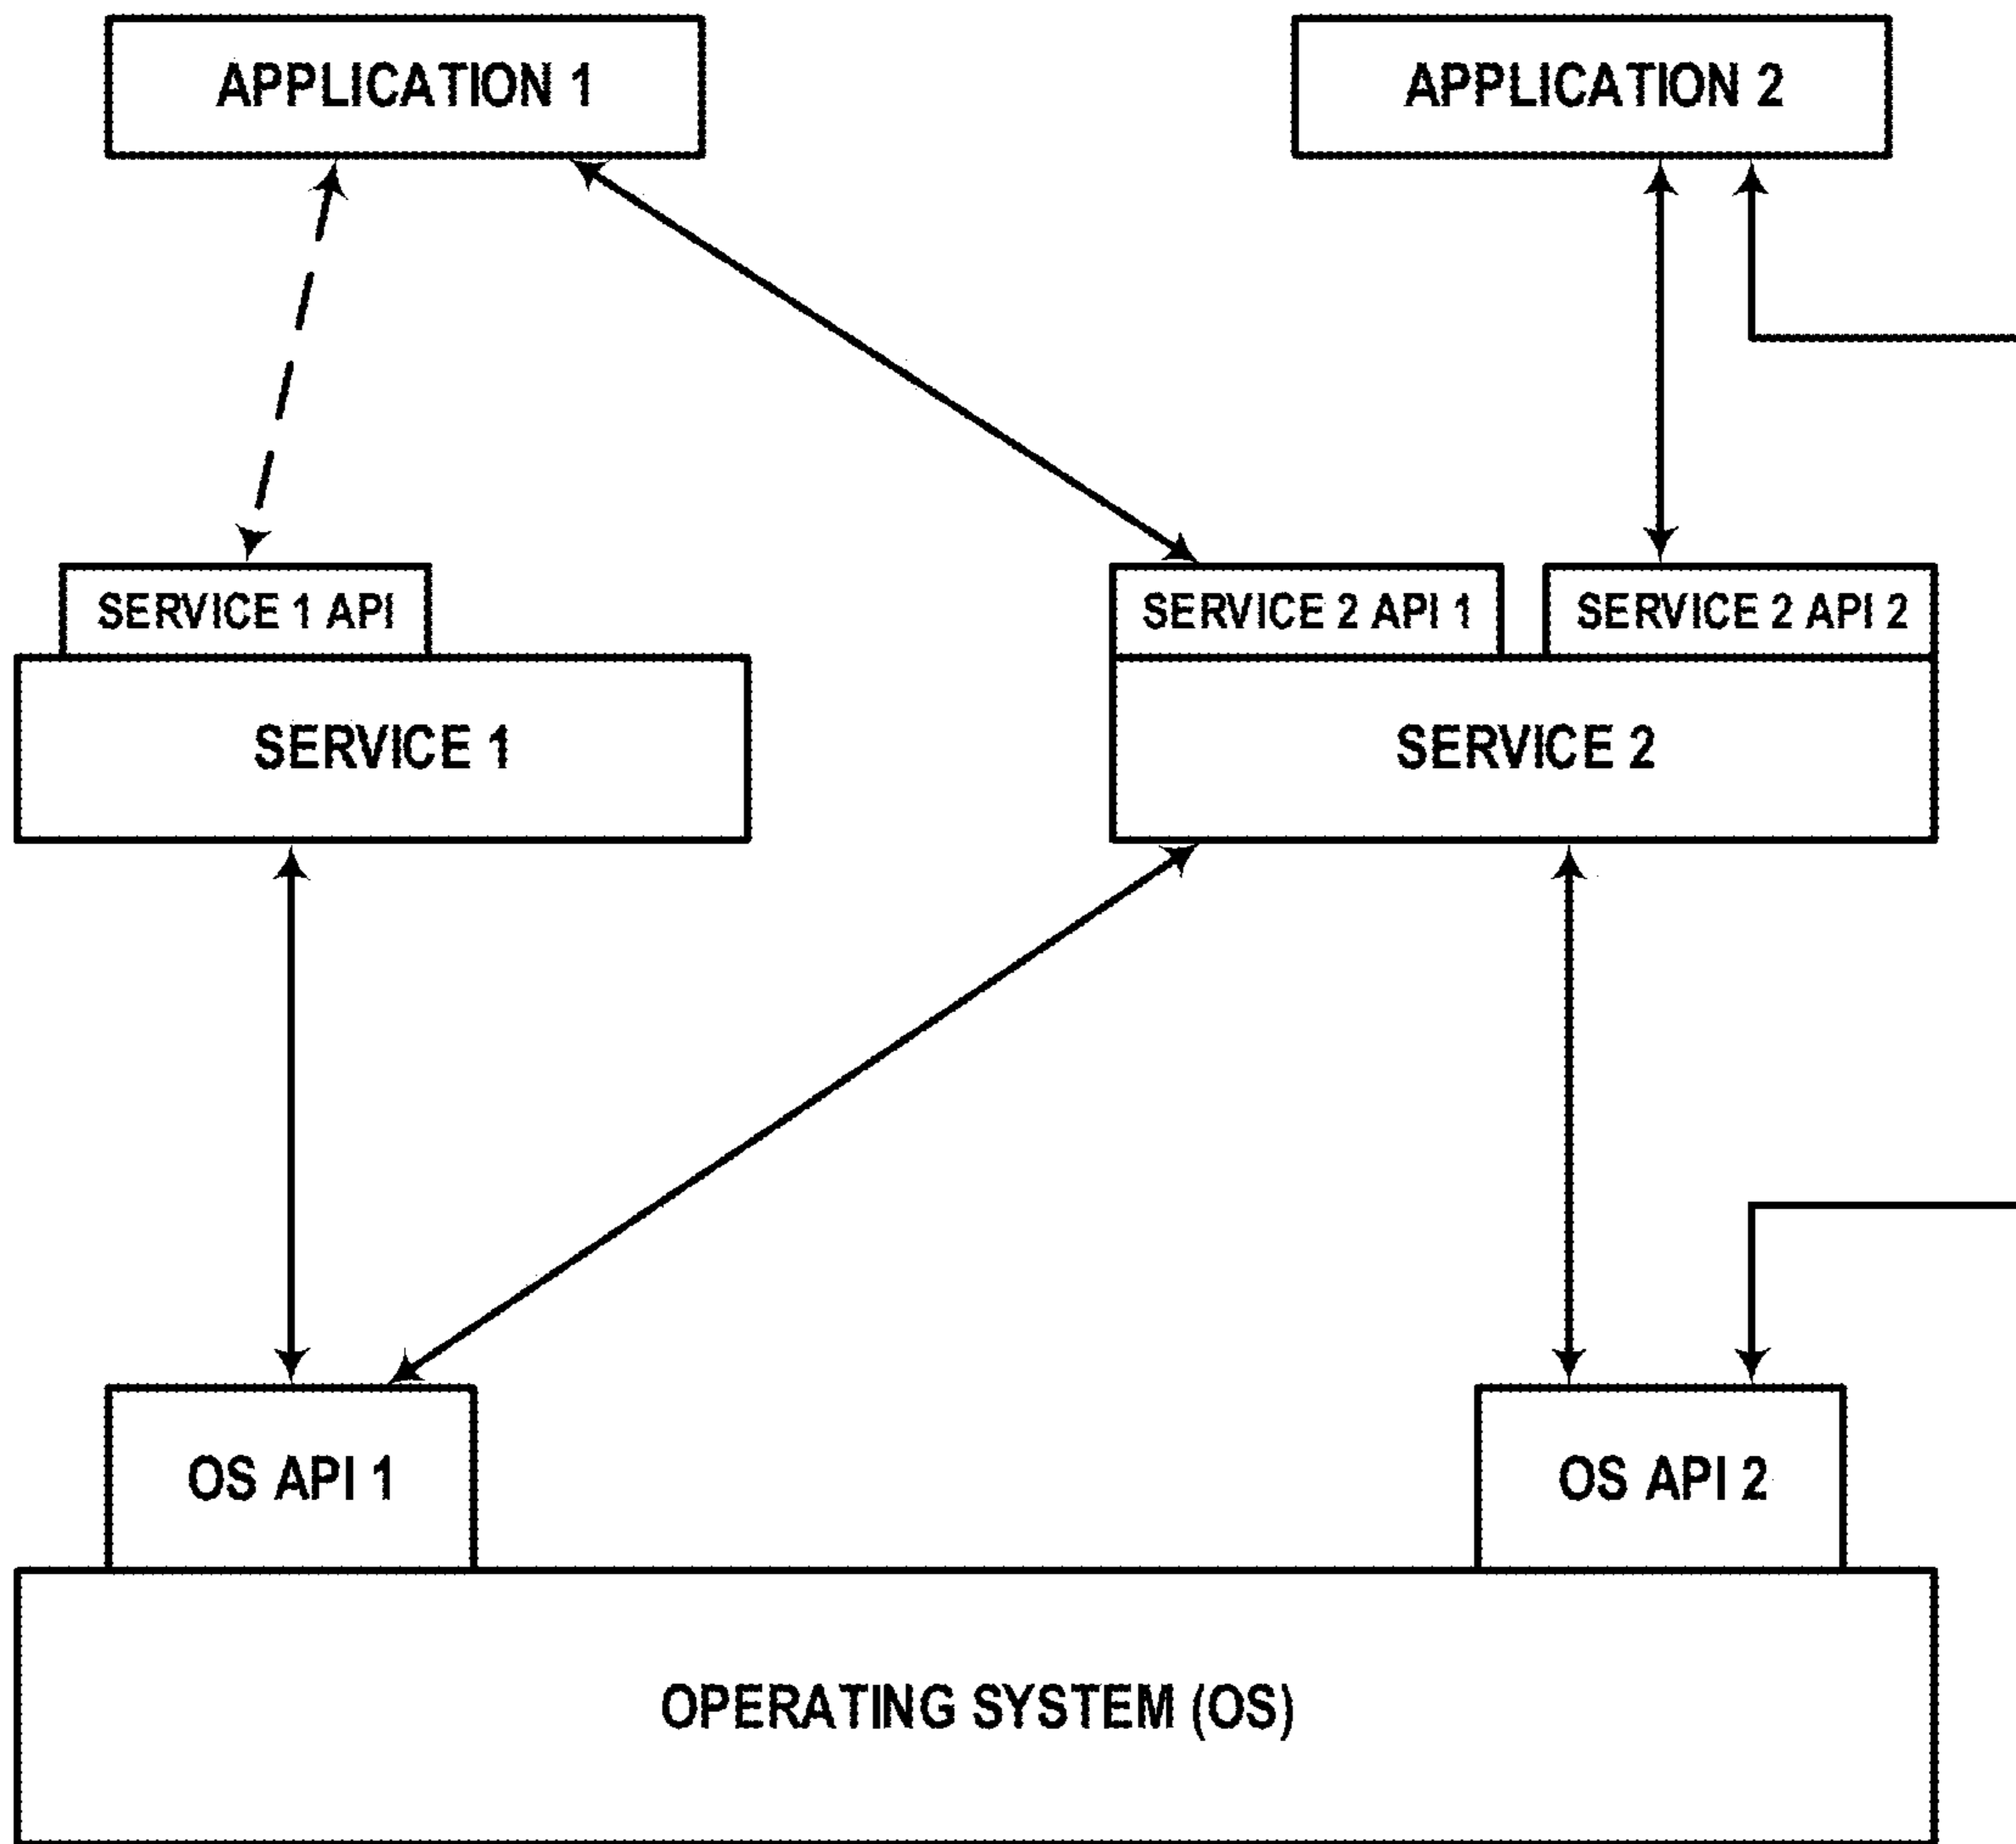 APPLICATION 1
APPLICATION 2
SERVICE 1 API
SERVICE 2 API 1
SERVICE 2 API 2
SERVICE 1
SERVICE 2
OS API 1
OS API 2
OPERATING SYSTEM (OS)